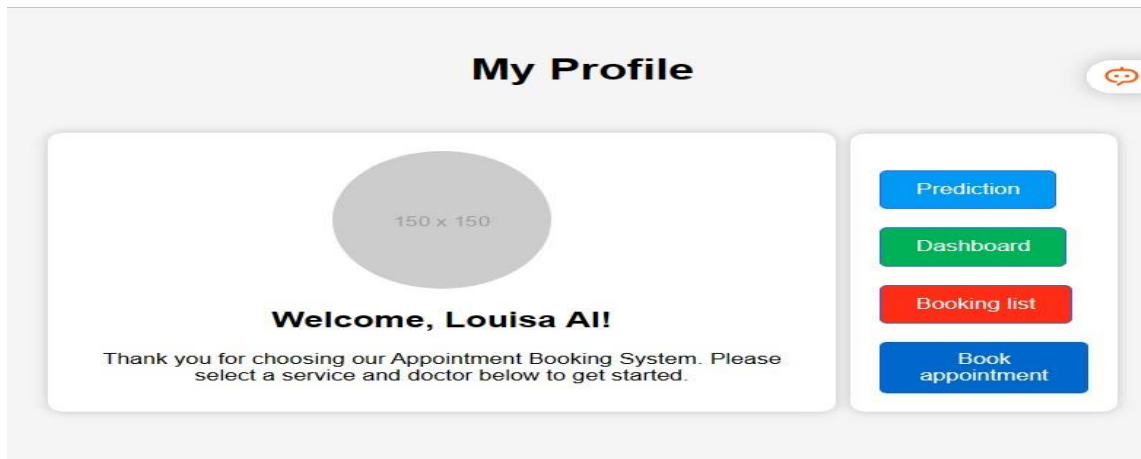 My Profile
150 x 150
Welcome, Louisa Al!
Thank you for choosing our Appointment Booking System. Please
select a service and doctor below to get started.
Prediction
Dashboard
Booking list
Book
appointment